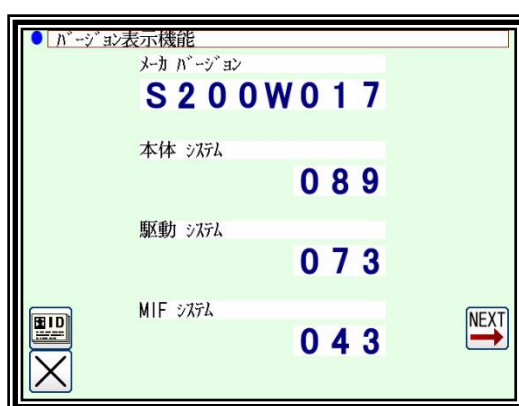 バージョン表示機能
メーカ バージョン
S200W017
本体 システム
089
駆動 システム
073
MIF システム
043
ID
NEXT